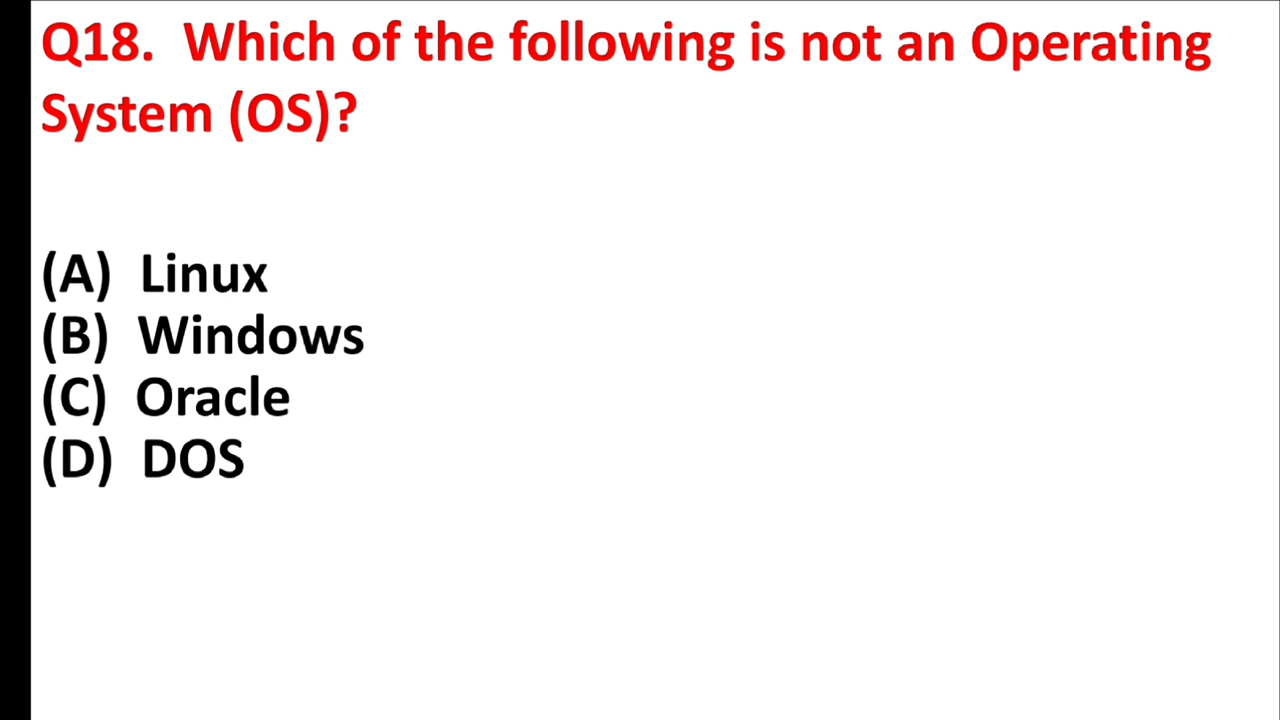 Q18. Which of the following is not an Operating
System (OS)?
(A) Linux
(B) Windows
(C) Oracle
(D) DOS